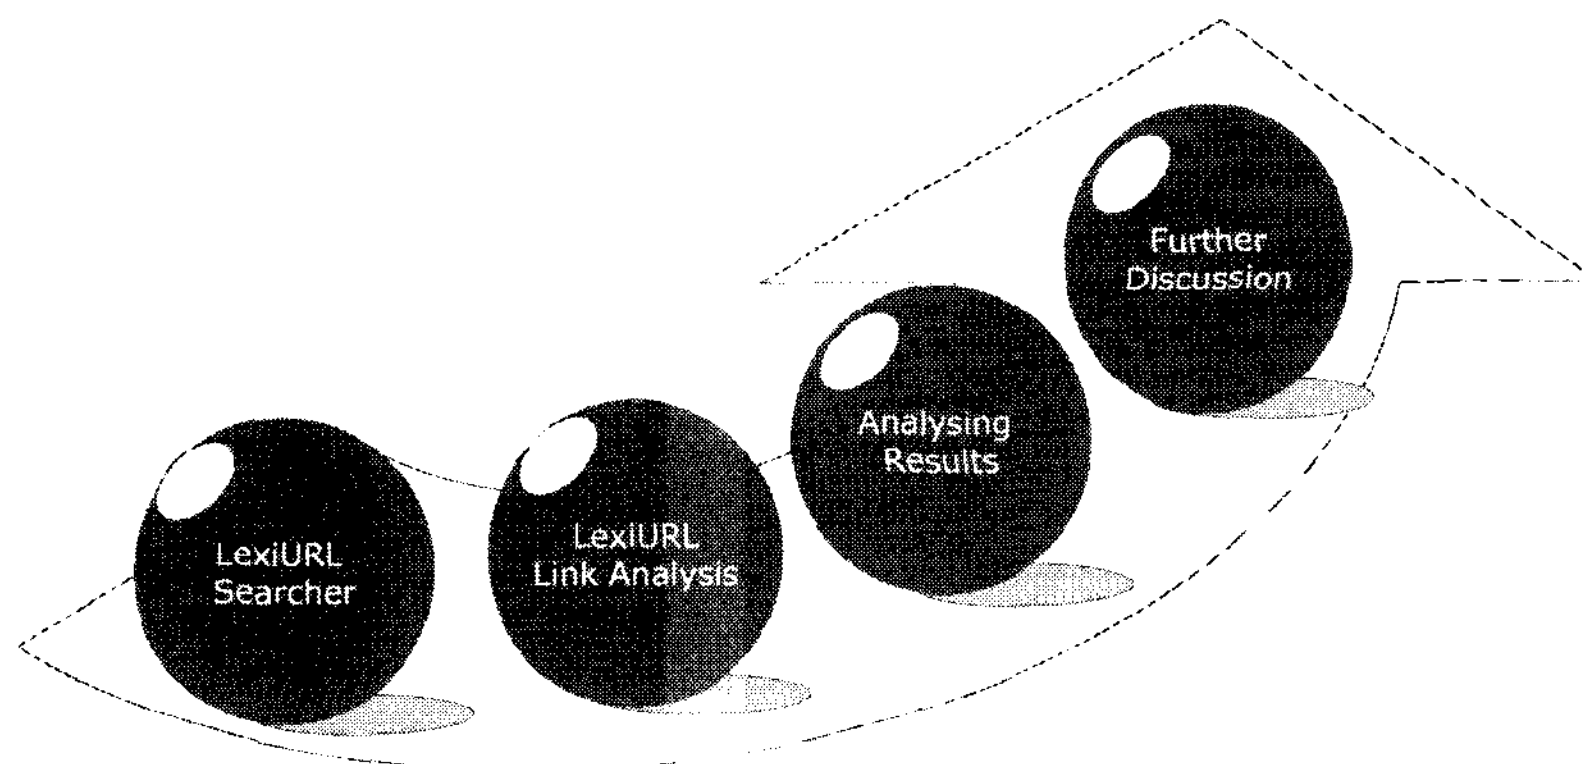 LexiURL
Searcher
LexiURL
Link Analysis
Analysing
Results
Further
Discussion